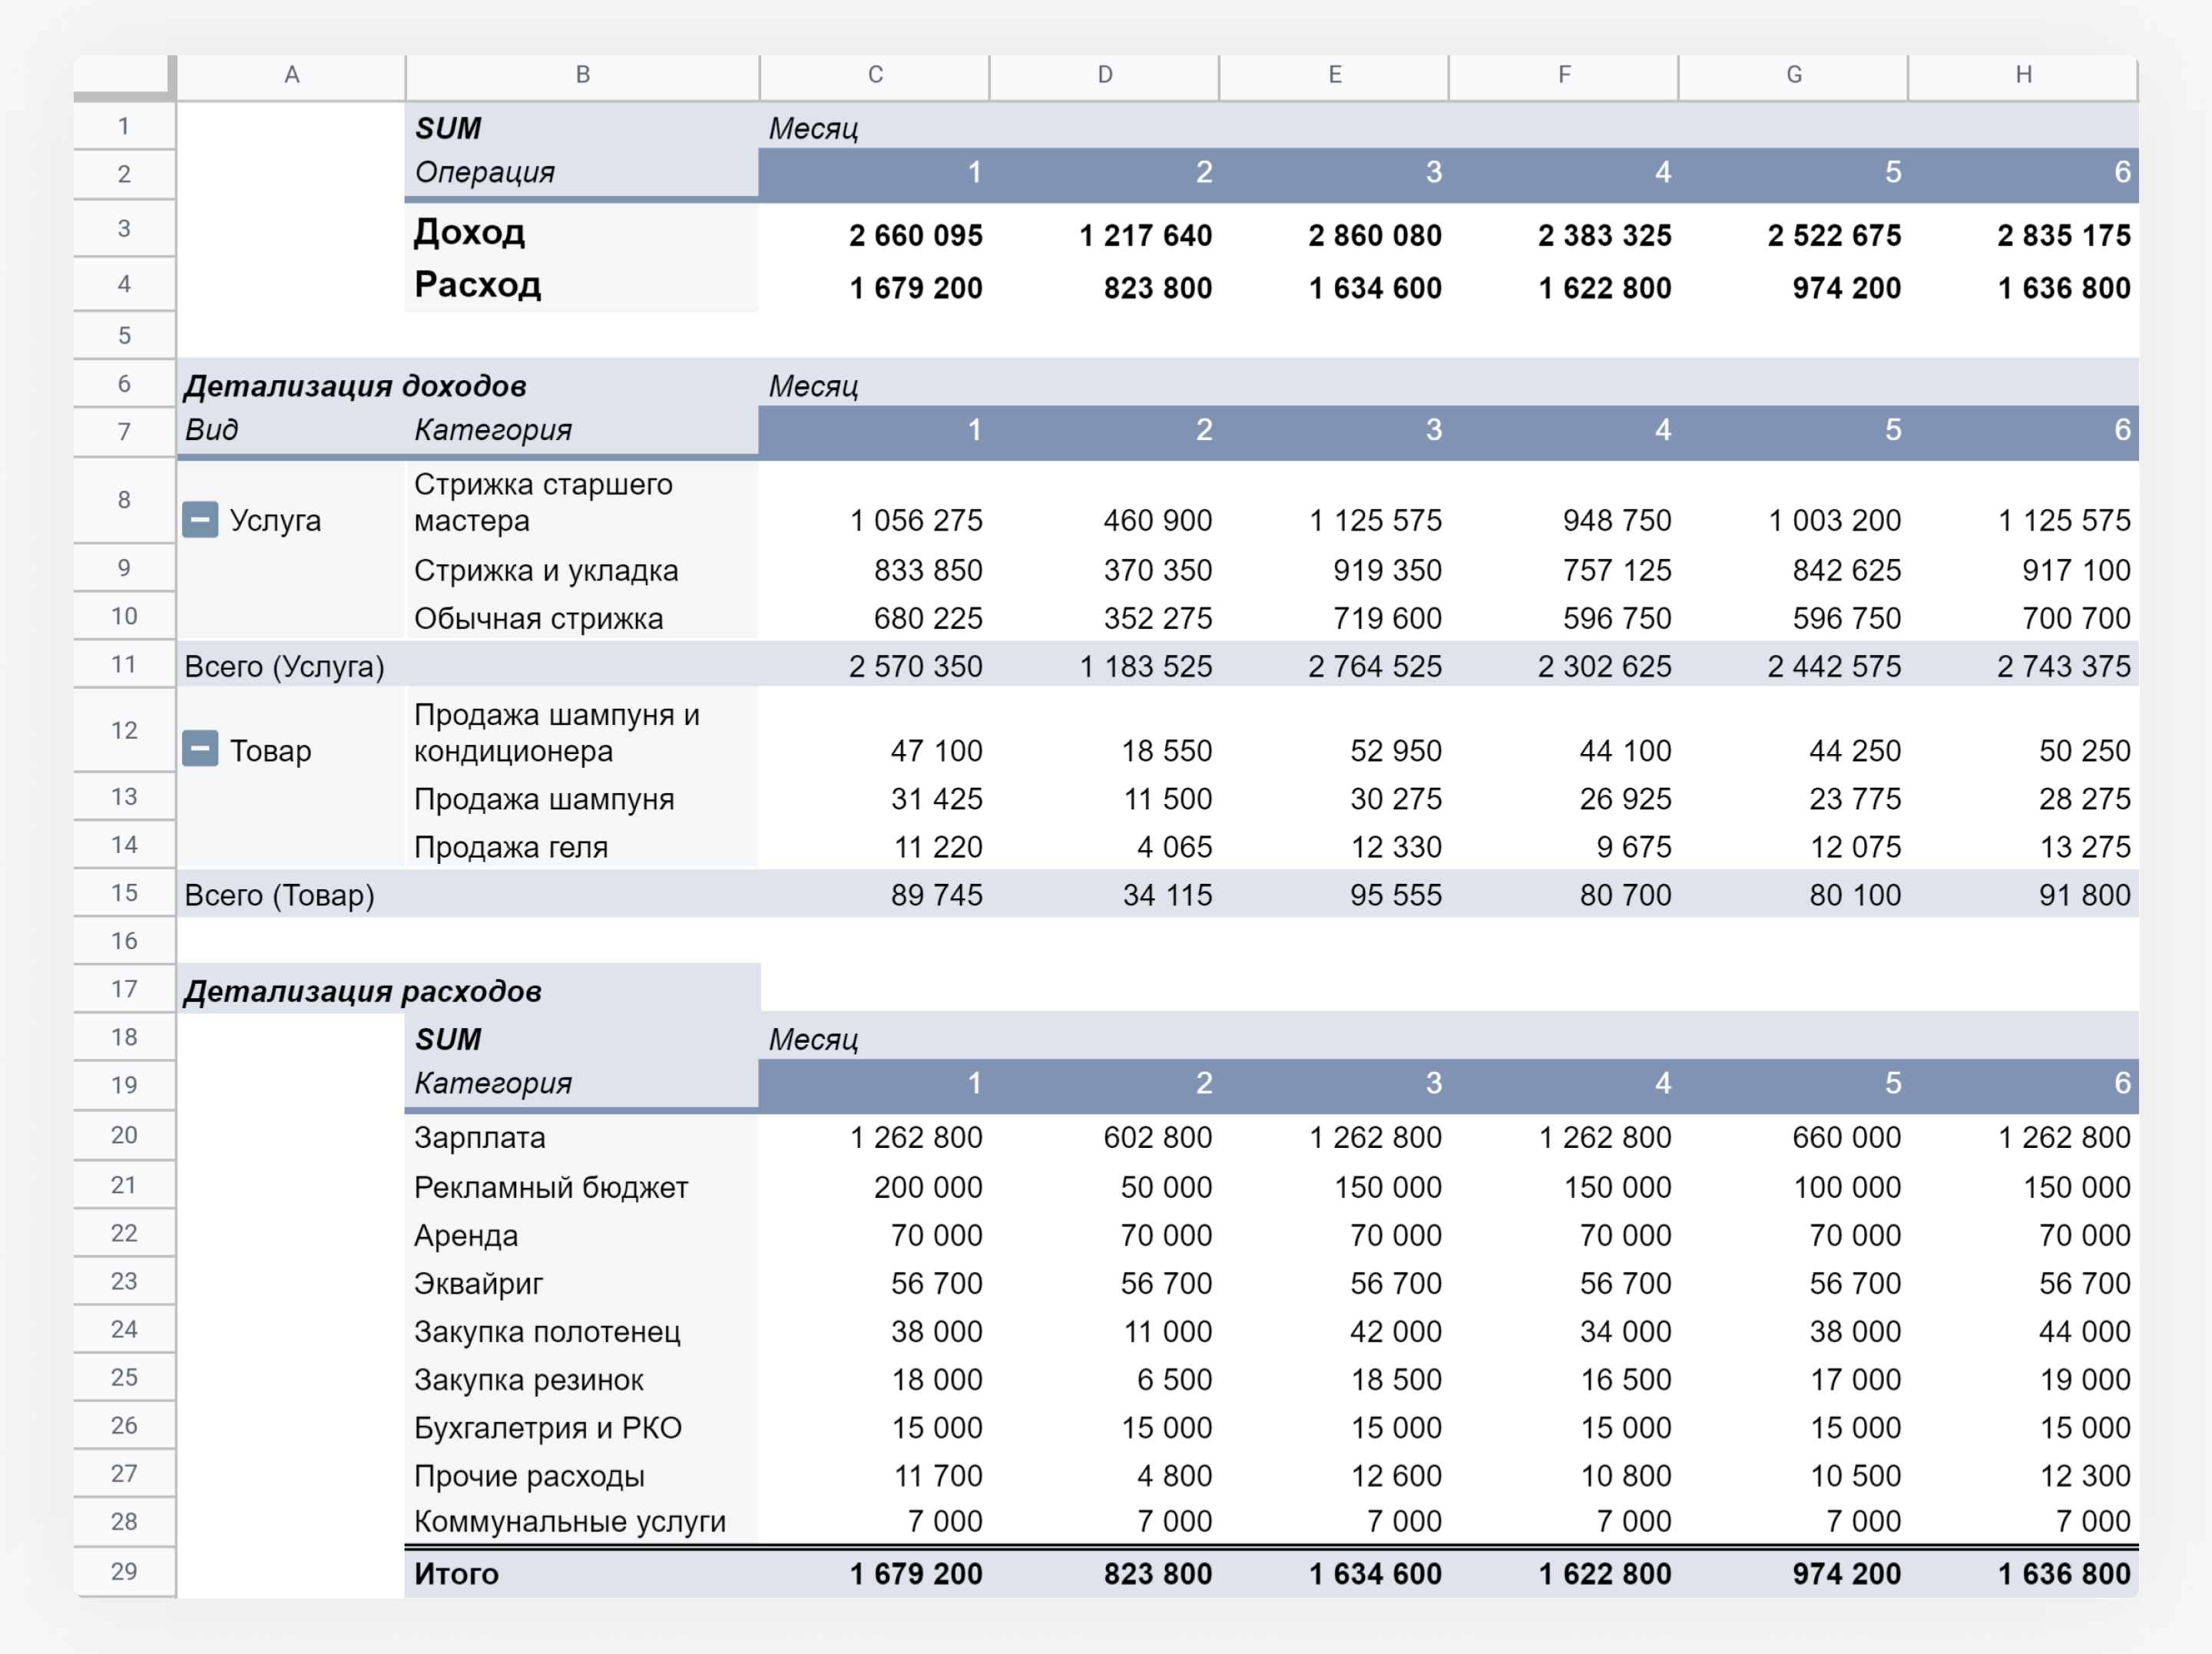 A B C D E F G H
1 SUM Месяц
2 Операция 1 2 3 4 5 6
3 Доход 2 660 095 1 217 640 2 860 080 2 383 325 2 522 675 2 835 175
4 Расход 1 679 200 823 800 1 634 600 1 622 800 974 200 1 636 800
5
6 Детализация доходов Месяц
7 Вид Категория 1 2 3 4 5 6
Стрижка старшего
8 Услуга мастера 1 056 275 460 900 1 125 575 948 750 1 003 200 1 125 575
9 Стрижка и укладка 833 850 370 350 919 350 757 125 842 625 917 100
10 Обычная стрижка 680 225 352 275 719 600 596 750 596 750 700 700
11 Всего (Услуга) 2 570 350 1 183 525 2 764 525 2 302 625 2 442 575 2 743 375
Продажа шампуня и
12 Товар кондиционера 47 100 18 550 52 950 44 100 44 250 50 250
13 Продажа шампуня 31 425 11 500 30 275 26 925 23 775 28 275
14 Продажа геля 11 220 4 065 12 330 9 675 12 075 13 275
15 Всего (Товар) 89 745 34 115 95 555 80 700 80 100 91 800
16
17 Детализация расходов
18 SUM Месяц
19 Категория 1 2 3 4 5 6
20 Зарплата 1 262 800 602 800 1 262 800 1 262 800 660 000 1 262 800
21 Рекламный бюджет 200 000 50 000 150 000 150 000 100 000 150 000
22 Аренда 70 000 70 000 70 000 70 000 70 000 70 000
23 Эквайриг 56 700 56 700 56 700 56 700 56 700 56 700
24 Закупка полотенец 38 000 11 000 42 000 34 000 38 000 44 000
25 Закупка резинок 18 000 6 500 18 500 16 500 17 000 19 000
26 Бухгалетрия и РКО 15 000 15 000 15 000 15 000 15 000 15 000
27 Прочие расходы 11 700 4 800 12 600 10 800 10 500 12 300
28 Коммунальные услуги 7 000 7 000 7 000 7 000 7 000 7 000
29 Итого 1 679 200 823 800 1 634 600 1 622 800 974 200 1 636 800